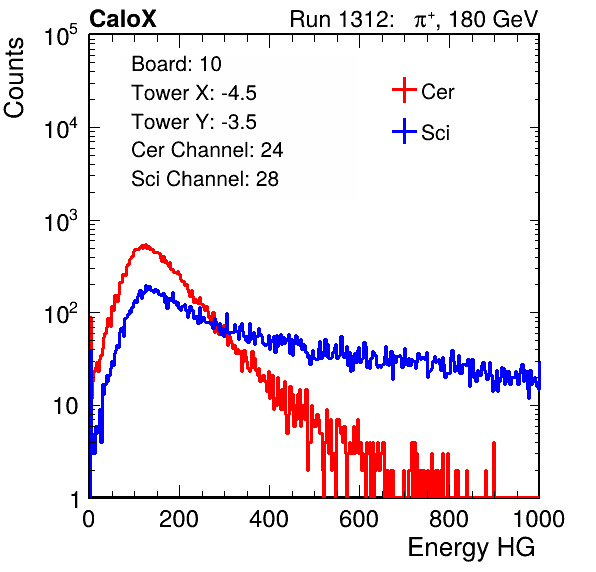 CaloX Run 1312: π⁺, 180 GeV
Counts
Board: 10
Tower X: -4.5
Tower Y: -3.5
Cer Channel: 24
Sci Channel: 28
Cer
Sci
10⁵
10⁴
10³
10²
10
1
0 200 400 600 800 1000
Energy HG